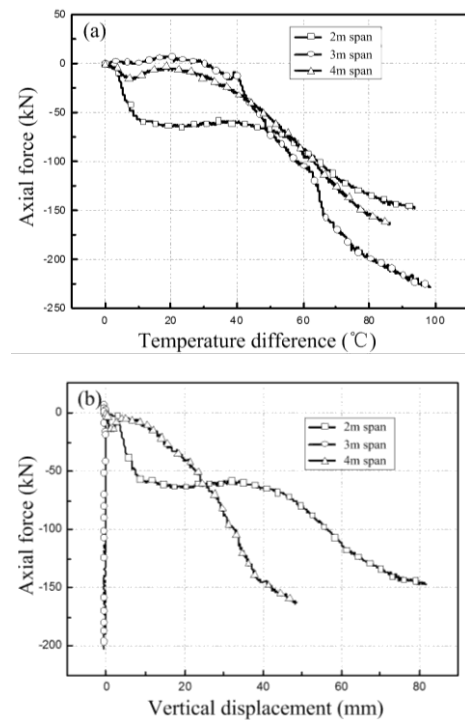 (a)
2m span
3m span
4m span
Axial force (kN)
50
0
-50
-100
-150
-200
-250
0 20 40 60 80 100
Temperature difference (℃)
(b)
2m span
3m span
4m span
Axial force (kN)
0
-50
-100
-150
-200
0 20 40 60 80
Vertical displacement (mm)